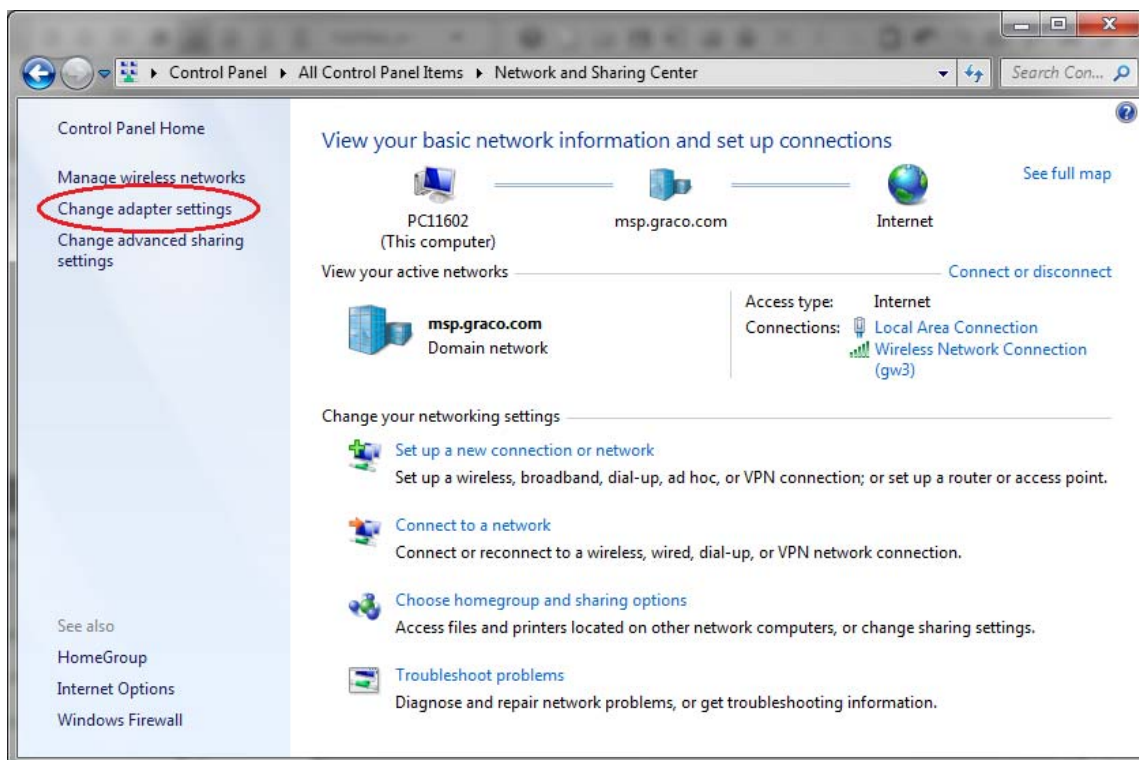 Control Panel ▸ All Control Panel Items ▸ Network and Sharing Center
Search Con...
Control Panel Home
Manage wireless networks
Change adapter settings
Change advanced sharing
settings
See also
HomeGroup
Internet Options
Windows Firewall
View your basic network information and set up connections
See full map
PC11602
(This computer)
msp.graco.com
Internet
View your active networks
Connect or disconnect
msp.graco.com
Domain network
Access type: Internet
Connections: Local Area Connection
Wireless Network Connection
(gw3)
Change your networking settings
Set up a new connection or network
Set up a wireless, broadband, dial-up, ad hoc, or VPN connection; or set up a router or access point.
Connect to a network
Connect or reconnect to a wireless, wired, dial-up, or VPN network connection.
Choose homegroup and sharing options
Access files and printers located on other network computers, or change sharing settings.
Troubleshoot problems
Diagnose and repair network problems, or get troubleshooting information.